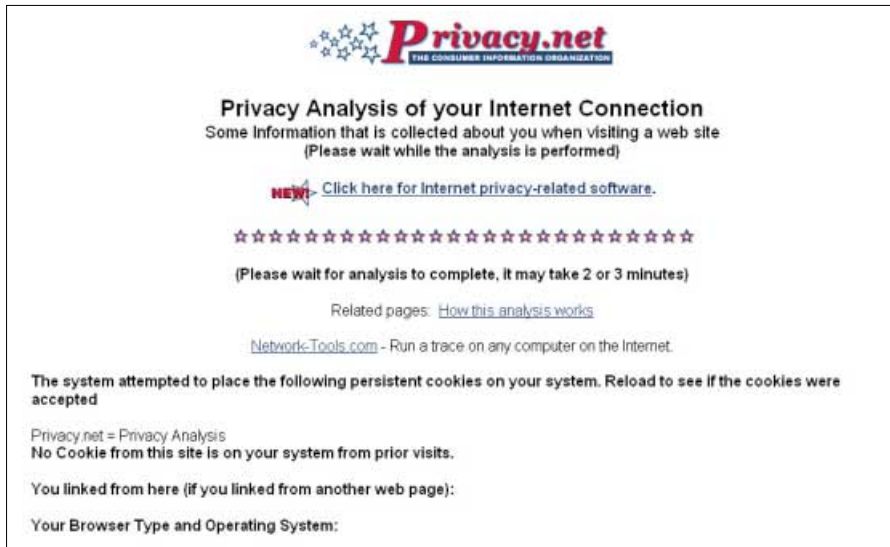 Privacy.net
THE CONSUMER INFORMATION ORGANIZATION
Privacy Analysis of your Internet Connection
Some Information that is collected about you when visiting a web site
(Please wait while the analysis is performed)
NEW! Click here for Internet privacy-related software.
(Please wait for analysis to complete, it may take 2 or 3 minutes)
Related pages: How this analysis works
Network-Tools.com - Run a trace on any computer on the Internet.
The system attempted to place the following persistent cookies on your system. Reload to see if the cookies were
accepted
Privacy.net = Privacy Analysis
No Cookie from this site is on your system from prior visits.
You linked from here (if you linked from another web page):
Your Browser Type and Operating System: